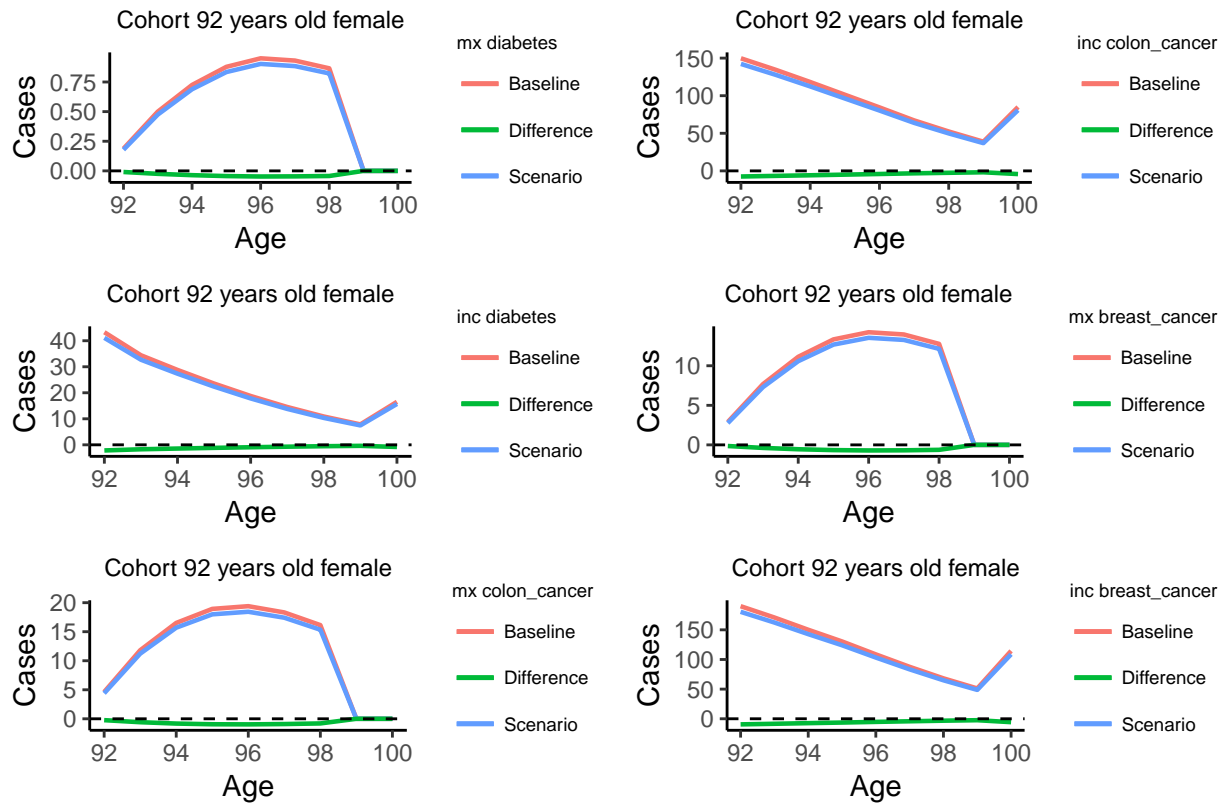 Cohort 92 years old female
mx diabetes
Baseline
Difference
Scenario
Cases
0.75
0.50
0.25
0.00
92 94 96 98 100
Age
Cohort 92 years old female
inc colon_cancer
Baseline
Difference
Scenario
Cases
150
100
50
0
92 94 96 98 100
Age
Cohort 92 years old female
inc diabetes
Baseline
Difference
Scenario
Cases
40
30
20
10
0
92 94 96 98 100
Age
Cohort 92 years old female
mx breast_cancer
Baseline
Difference
Scenario
Cases
10
5
0
92 94 96 98 100
Age
Cohort 92 years old female
mx colon_cancer
Baseline
Difference
Scenario
Cases
20
15
10
5
0
92 94 96 98 100
Age
Cohort 92 years old female
inc breast_cancer
Baseline
Difference
Scenario
Cases
150
100
50
0
92 94 96 98 100
Age